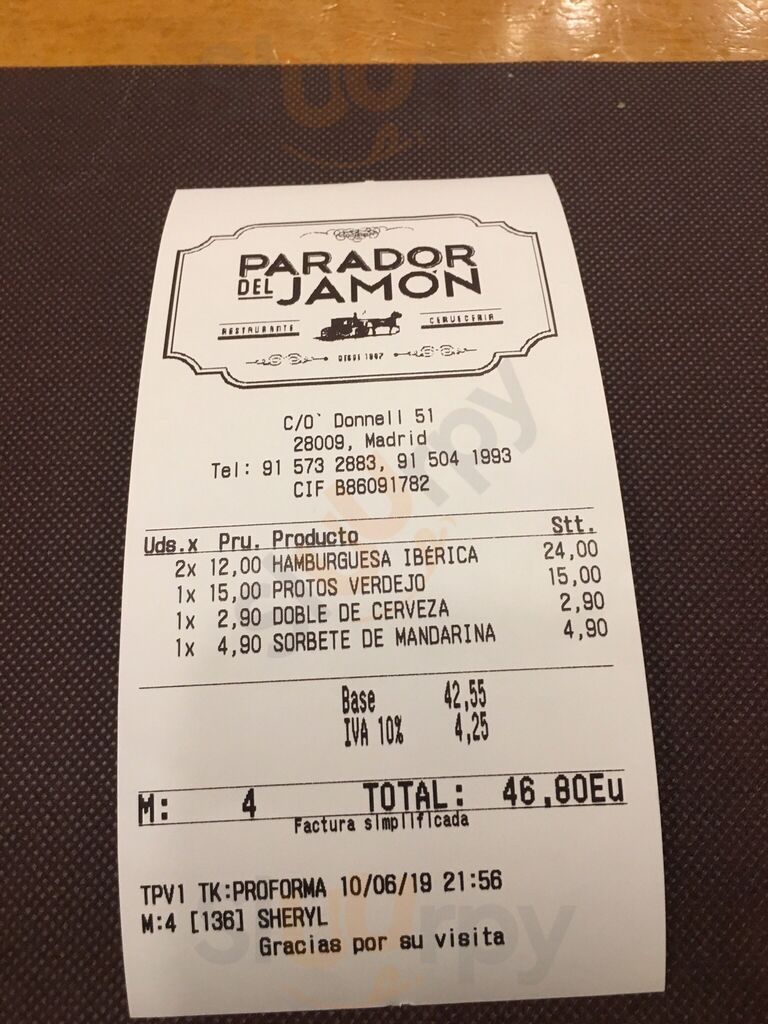 PARADOR
DEL JAMÓN
RESTAURANTE CERVECERIA
C/O` Donnell 51
28009, Madrid
Tel: 91 573 2883, 91 504 1993
CIF B86091782
Uds.x Pru. Producto Stt.
2x 12,00 HAMBURGUESA IBÉRICA 24,00
1x 15,00 PROTOS VERDEJO 15,00
1x 2,90 DOBLE DE CERVEZA 2,90
1x 4,90 SORBETE DE MANDARINA 4,90
Base 42,55
IVA 10% 4,25
M: 4 TOTAL: 46,80Eu
Factura simplificada
TPV1 TK:PROFORMA 10/06/19 21:56
M:4 [136] SHERYL
Gracias por su visita